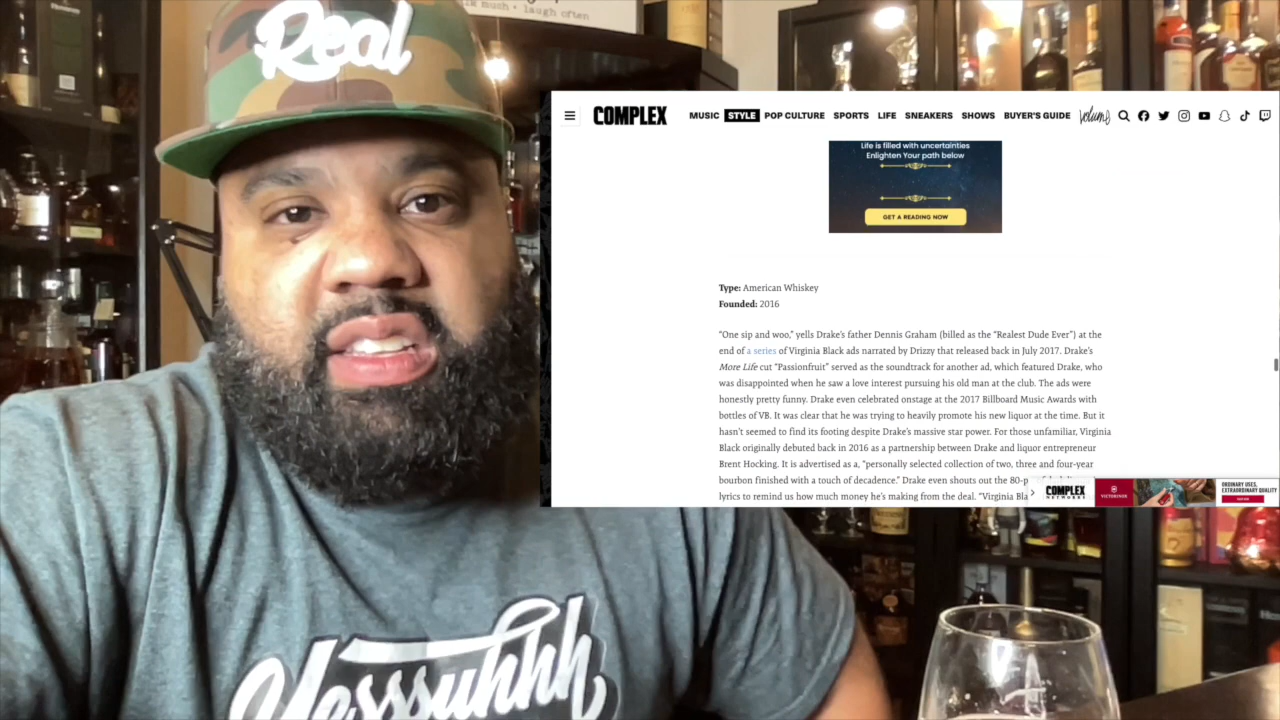 Real
lk much • laugh often
COMPLEX
MUSIC STYLE POP CULTURE SPORTS LIFE SNEAKERS SHOWS BUYER'S GUIDE Volume
Life is filled with uncertainties
Enlighten Your path below
GET A READING NOW
Type: American Whiskey
Founded: 2016
“One sip and woo,” yells Drake’s father Dennis Graham (billed as the “Realest Dude Ever”) at the
end of a series of Virginia Black ads narrated by Drizzy that released back in July 2017. Drake’s
More Life cut “Passionfruit” served as the soundtrack for another ad, which featured Drake, who
was disappointed when he saw a love interest pursuing his old man at the club. The ads were
honestly pretty funny. Drake even celebrated onstage at the 2017 Billboard Music Awards with
bottles of VB. It was clear that he was trying to heavily promote his new liquor at the time. But it
hasn’t seemed to find its footing despite Drake’s massive star power. For those unfamiliar, Virginia
Black originally debuted back in 2016 as a partnership between Drake and liquor entrepreneur
Brent Hocking. It is advertised as a, “personally selected collection of two, three and four-year
bourbon finished with a touch of decadence.” Drake even shouts out the 80-p
lyrics to remind us how much money he’s making from the deal. “Virginia Bla
COMPLEX
NETWORKS
VICTORINOX
ORDINARY USES.
EXTRAORDINARY QUALITY
Yesssuhhh